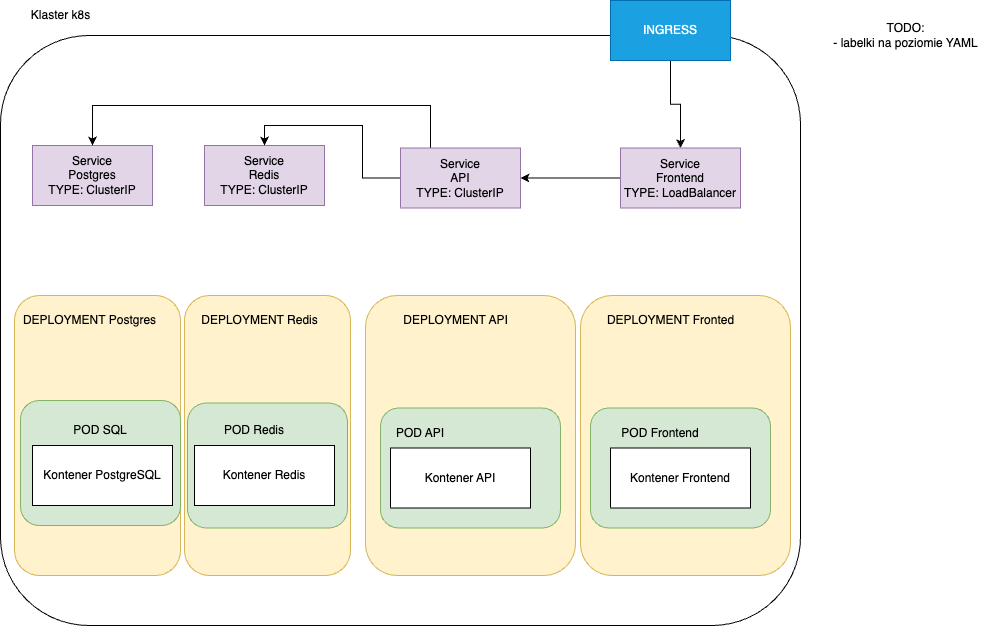 Klaster k8s
INGRESS
TODO:
- labelki na poziomie YAML
Service
Postgres
TYPE: ClusterIP
Service
Redis
TYPE: ClusterIP
Service
API
TYPE: ClusterIP
Service
Frontend
TYPE: LoadBalancer
DEPLOYMENT Postgres
DEPLOYMENT Redis
DEPLOYMENT API
DEPLOYMENT Fronted
POD SQL
Kontener PostgreSQL
POD Redis
Kontener Redis
POD API
Kontener API
POD Frontend
Kontener Frontend